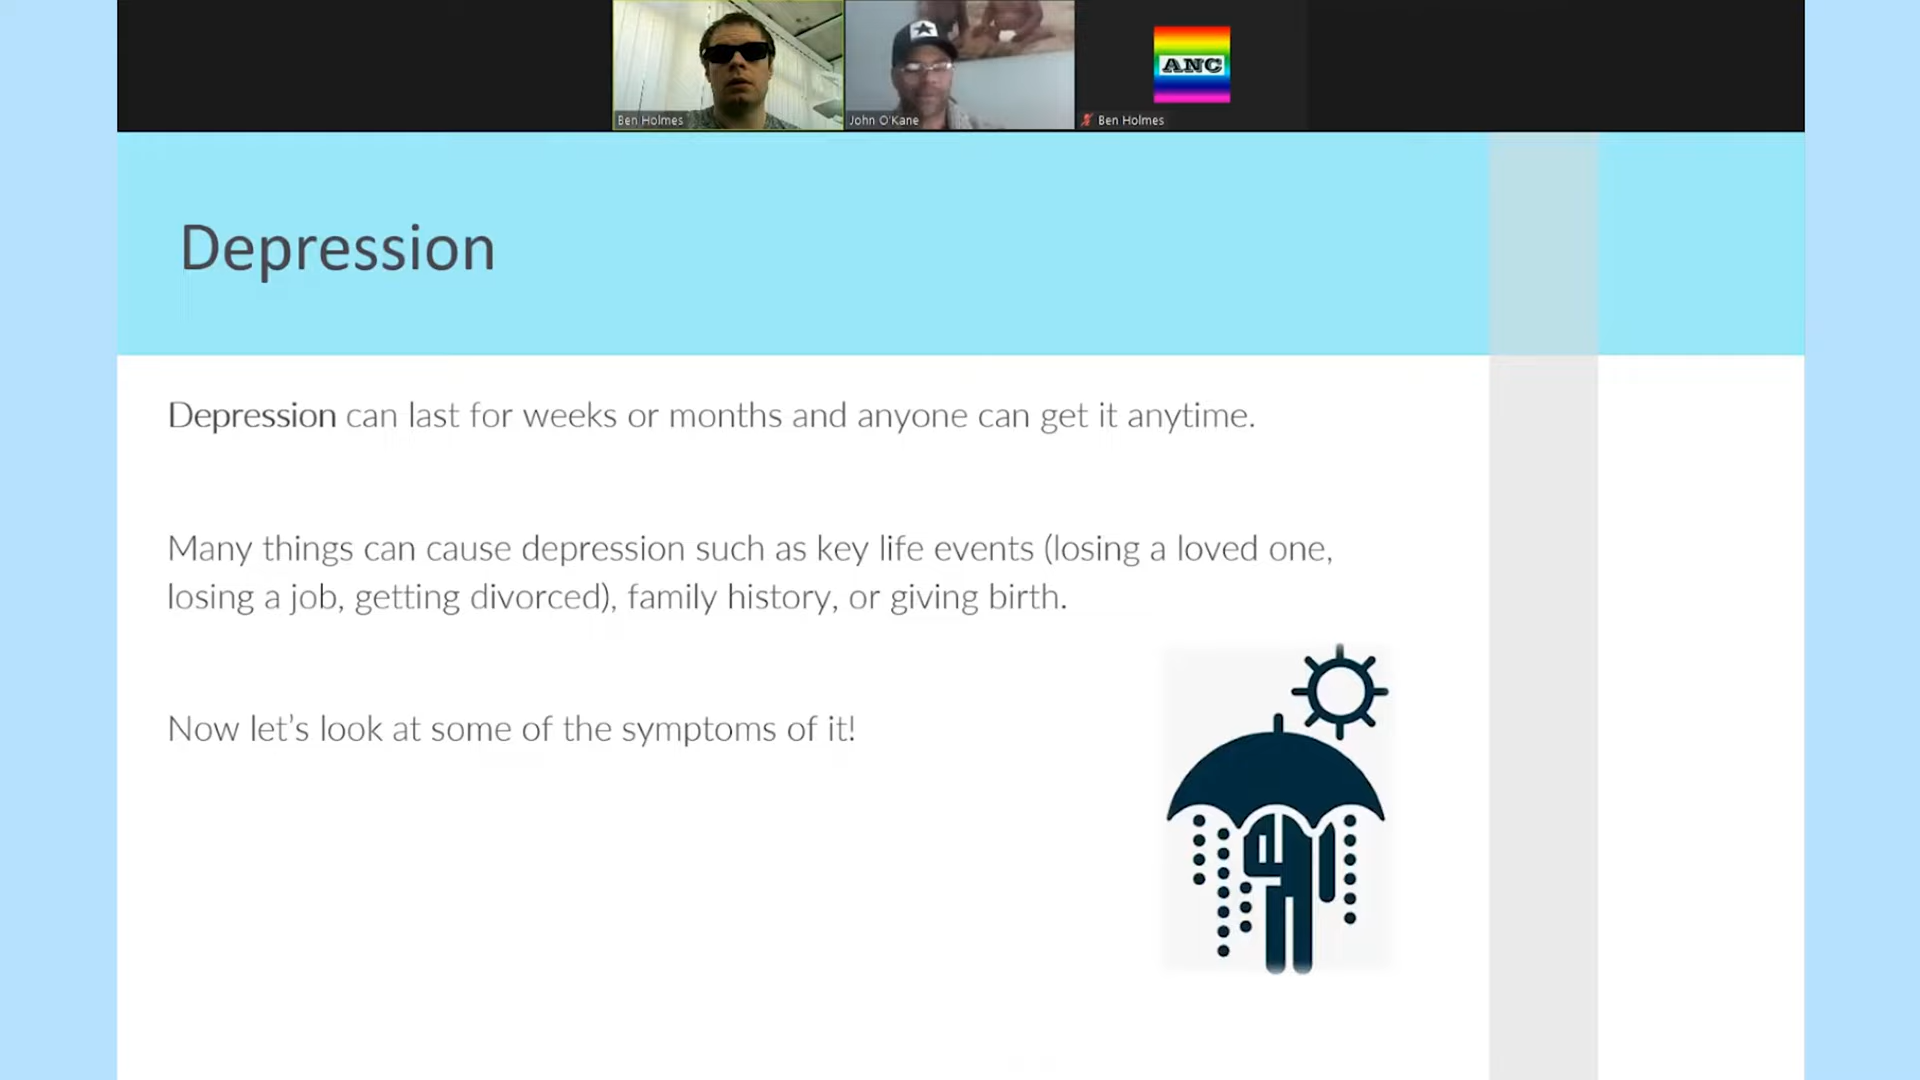 Ben Holmes
John O'Kane
ANC
Ben Holmes
Depression
Depression can last for weeks or months and anyone can get it anytime.
Many things can cause depression such as key life events (losing a loved one,
losing a job, getting divorced), family history, or giving birth.
Now let’s look at some of the symptoms of it!